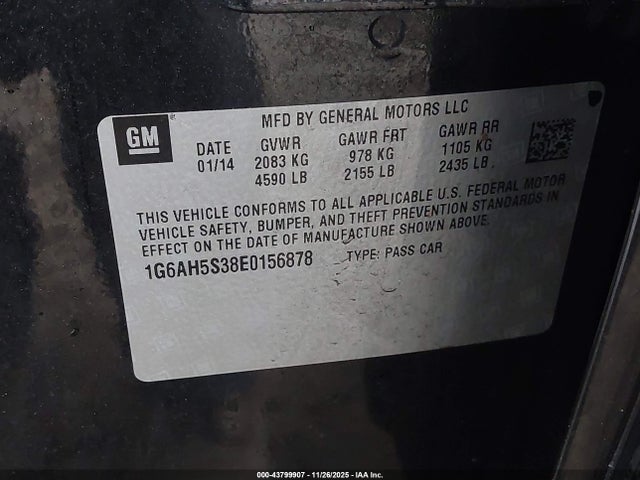 MFD BY GENERAL MOTORS LLC
GM
DATE GVWR GAWR FRT GAWR RR
01/14 2083 KG 978 KG 1105 KG
4590 LB 2155 LB 2435 LB
THIS VEHICLE CONFORMS TO ALL APPLICABLE U.S. FEDERAL MOTOR
VEHICLE SAFETY, BUMPER, AND THEFT PREVENTION STANDARDS IN
EFFECT ON THE DATE OF MANUFACTURE SHOWN ABOVE.
1G6AH5S38E0156878 TYPE: PASS CAR
000-43799907 - 11/26/2025 - IAA Inc.